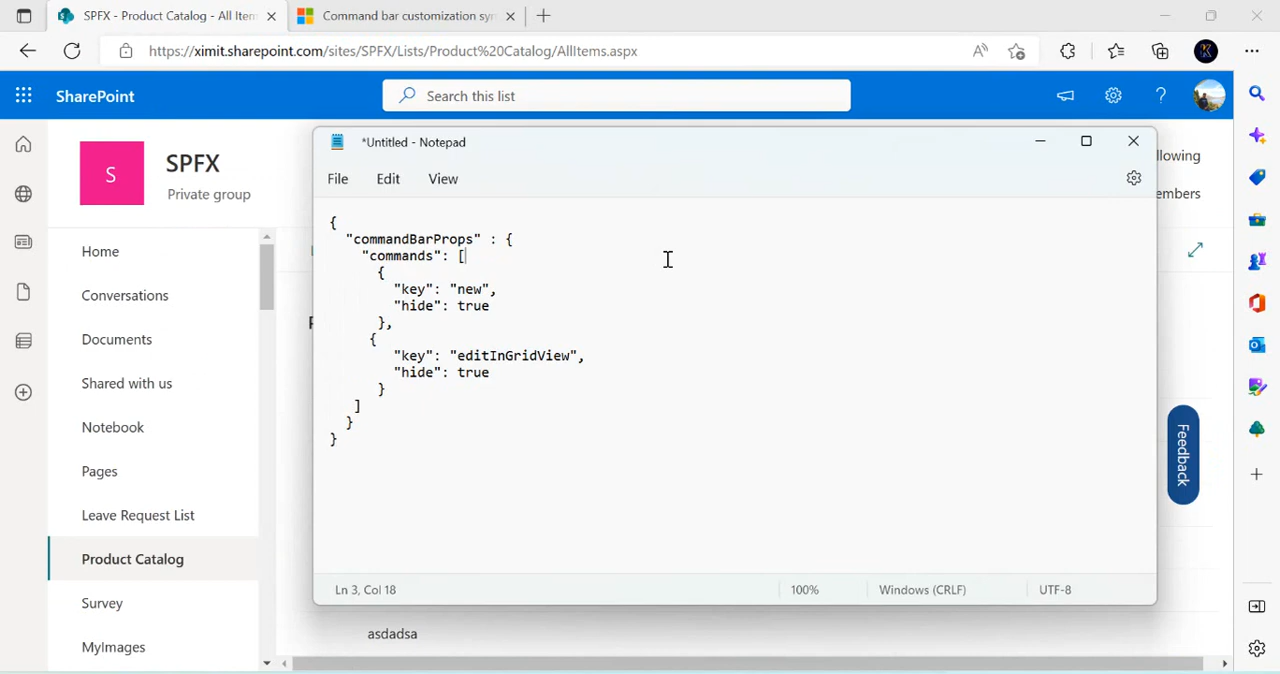 SPFX - Product Catalog - All Item
Command bar customization syn
https://ximit.sharepoint.com/sites/SPFX/Lists/Product%20Catalog/AllItems.aspx
SharePoint
Search this list
S
SPFX
Private group
llowing
embers
*Untitled - Notepad
File
Edit
View
{
"commandBarProps" : {
"commands": [
{
"key": "new",
"hide": true
},
{
"key": "editInGridView",
"hide": true
}
]
}
}
Ln 3, Col 18
100%
Windows (CRLF)
UTF-8
Home
Conversations
Documents
Shared with us
Notebook
Pages
Leave Request List
Product Catalog
Survey
MyImages
asdadsa
Feedback